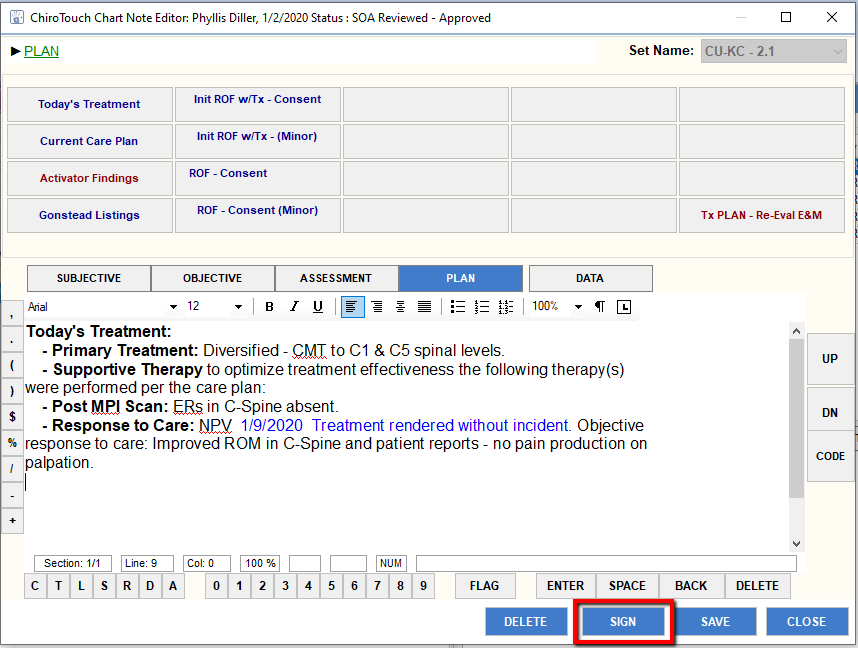 ChiroTouch Chart Note Editor: Phyllis Diller, 1/2/2020 Status : SOA Reviewed - Approved
PLAN
Set Name: CU-KC - 2.1
Today's Treatment Init ROF w/Tx - Consent
Current Care Plan Init ROF w/Tx - (Minor)
Activator Findings ROF - Consent
Gonstead Listings ROF - Consent (Minor) Tx PLAN - Re-Eval E&M
SUBJECTIVE OBJECTIVE ASSESSMENT PLAN DATA
Arial 12 B I U 100% ¶ L
Today's Treatment:
- Primary Treatment: Diversified - CMT to C1 & C5 spinal levels.
- Supportive Therapy to optimize treatment effectiveness the following therapy(s)
were performed per the care plan:
- Post MPI Scan: ERs in C-Spine absent.
- Response to Care: NPV 1/9/2020 Treatment rendered without incident. Objective
response to care: Improved ROM in C-Spine and patient reports - no pain production on
palpation.
,
.
(
)
$
%
/
-
+
UP
DN
CODE
Section: 1/1 Line: 9 Col: 0 100 % NUM
C T L S R D A 0 1 2 3 4 5 6 7 8 9 FLAG ENTER SPACE BACK DELETE
DELETE SIGN SAVE CLOSE